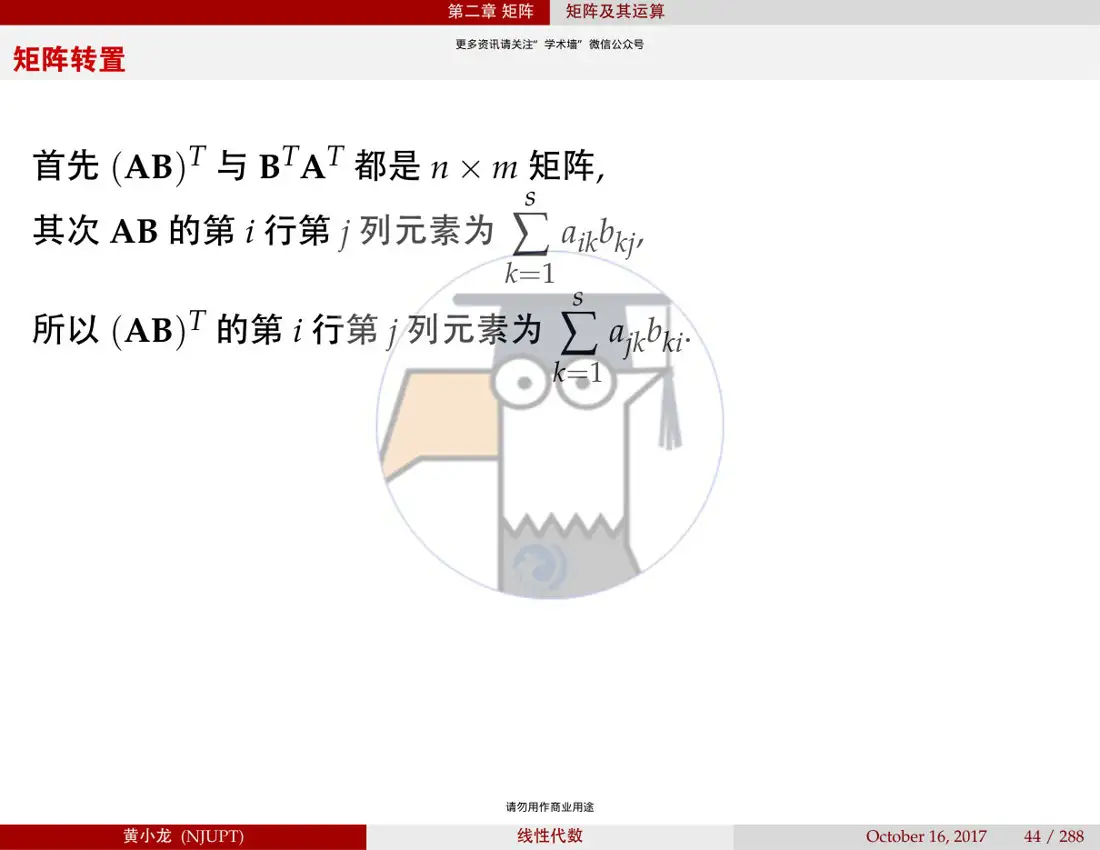 第二章 矩阵 矩阵及其运算
更多资讯请关注“学术墙”微信公众号
矩阵转置
首先 (AB)^T 与 B^T A^T 都是 n × m 矩阵,
其次 AB 的第 i 行第 j 列元素为 \sum_{k=1}^{s} a_{ik}b_{kj},
所以 (AB)^T 的第 i 行第 j 列元素为 \sum_{k=1}^{s} a_{jk}b_{ki}.
请勿用作商业用途
黄小龙 (NJUPT) 线性代数 October 16, 2017 44 / 288